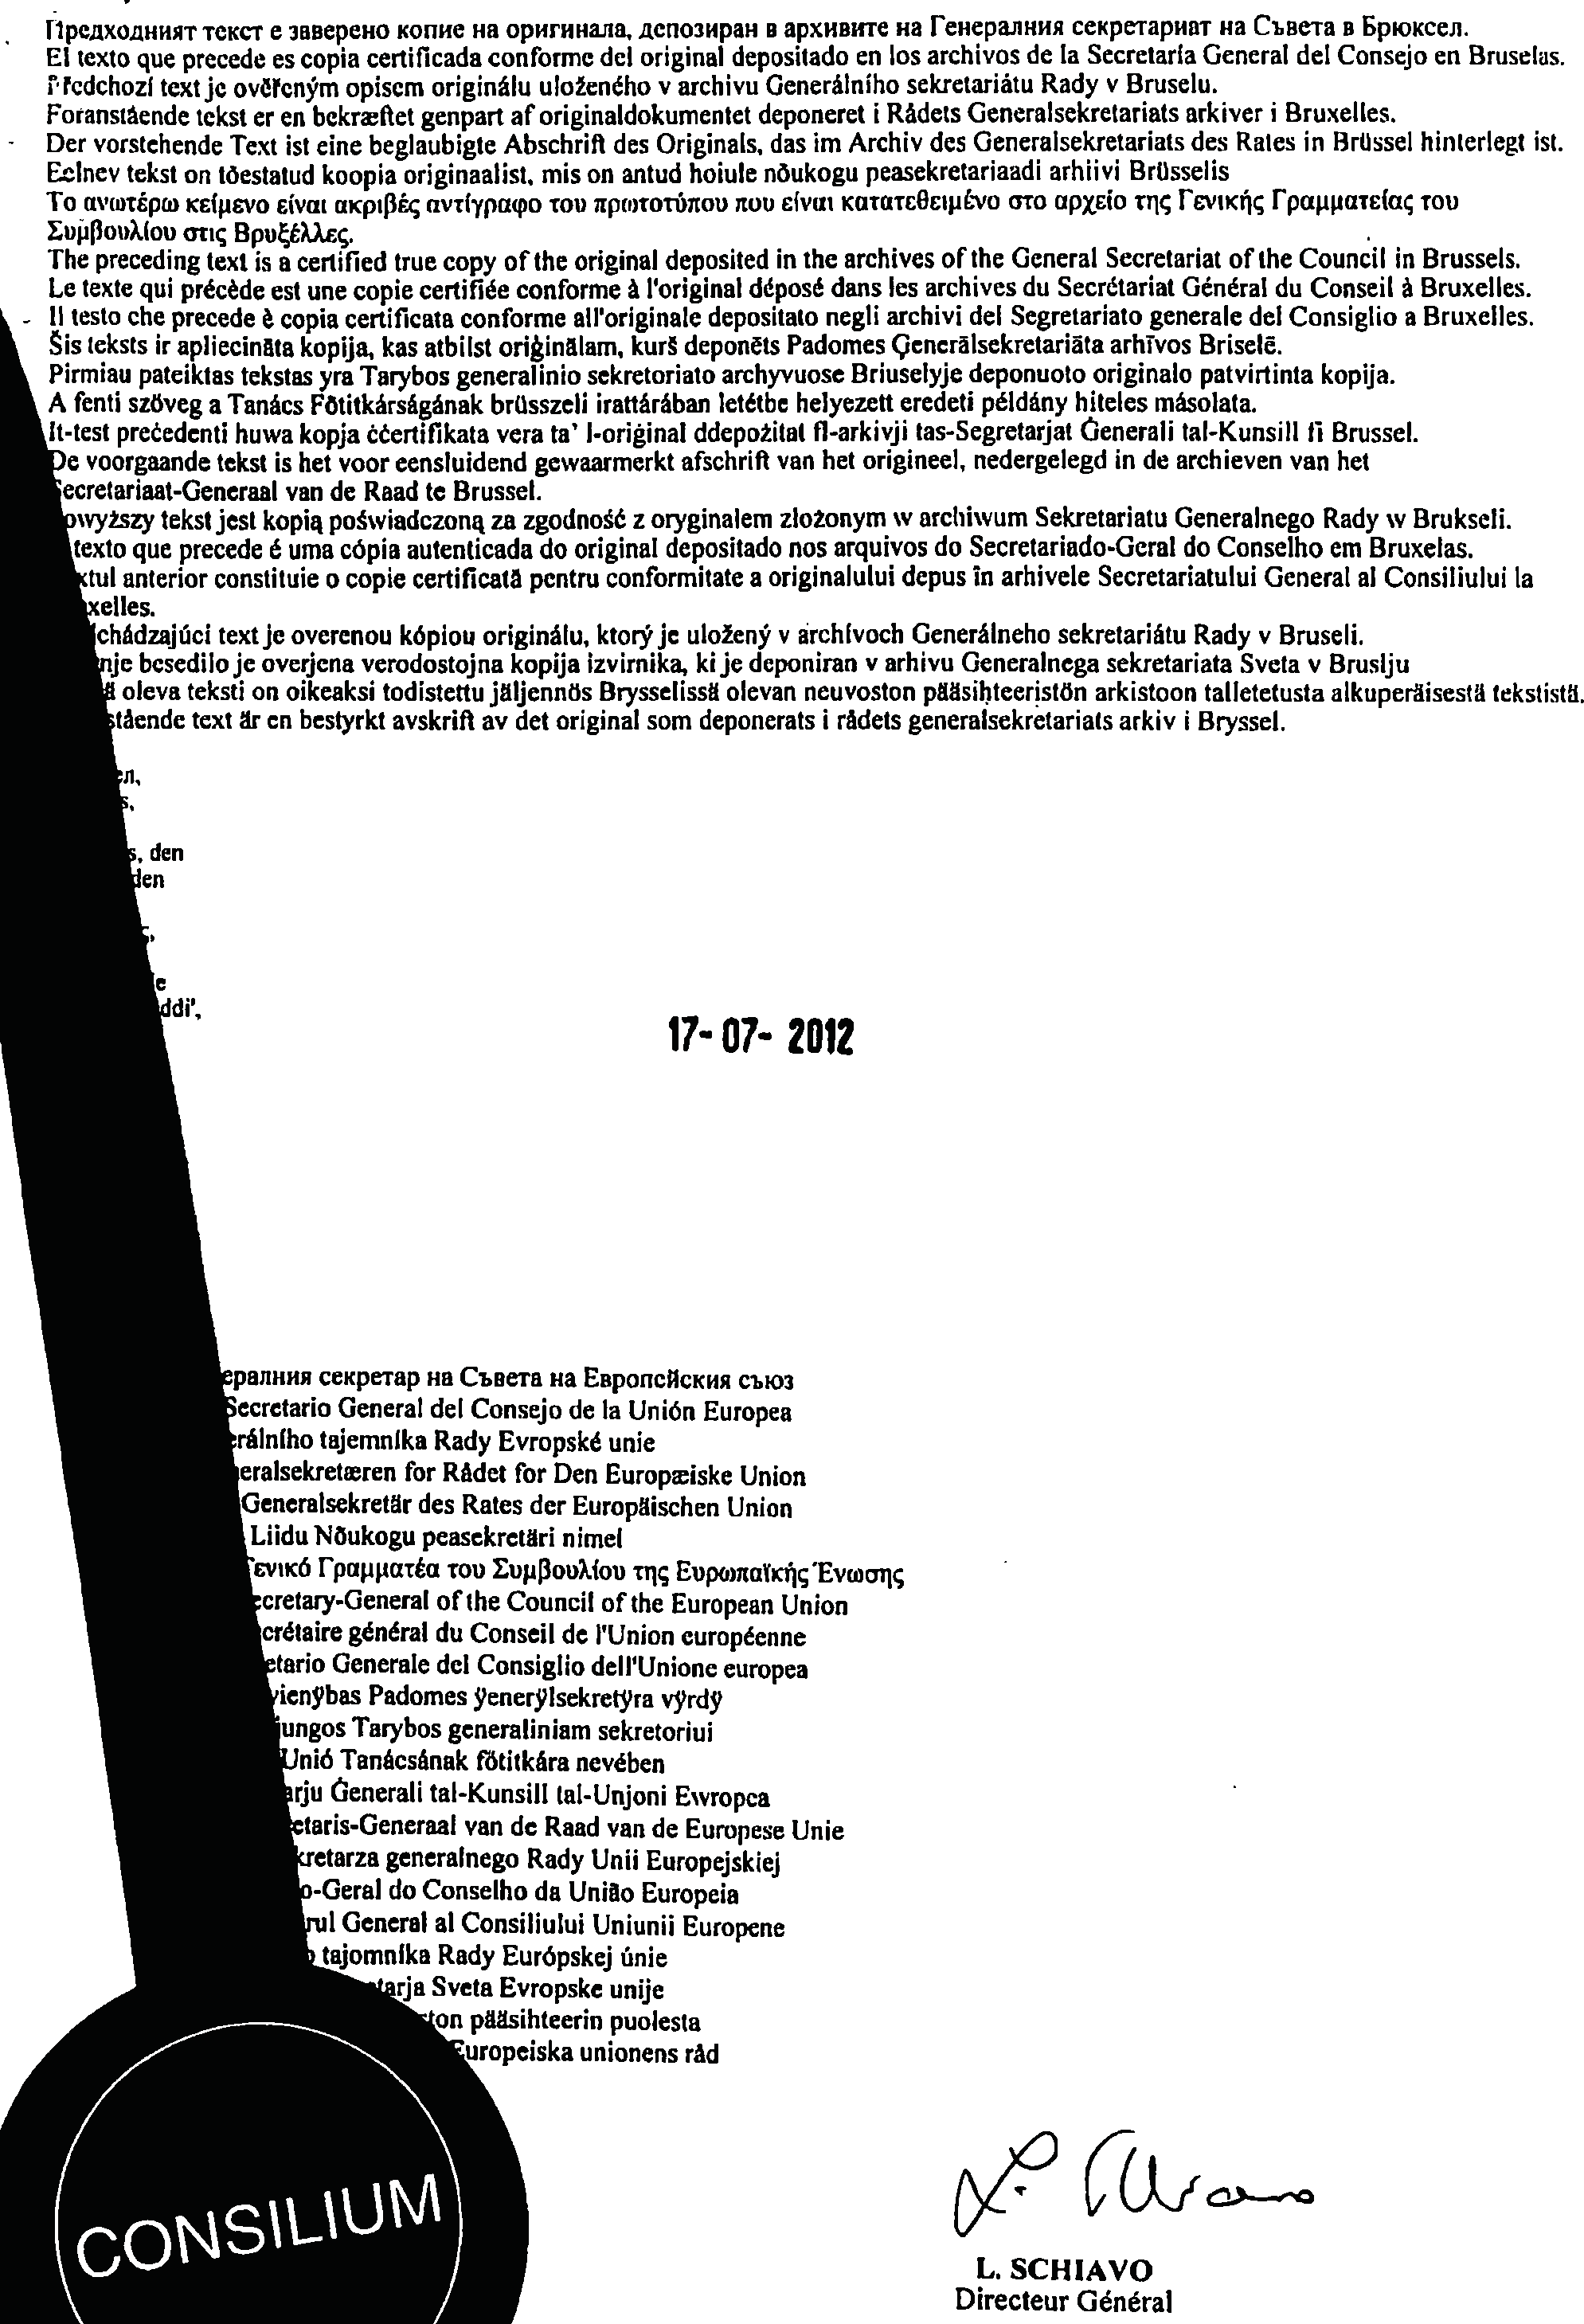 Предходният текст е заверено копие на оригинала, депозиран в архивите на Генералния секретариат на Съвета в Брюксел.
El texto que precede es copia certificada conforme del original depositado en los archivos de la Secretaría General del Consejo en Bruselas.
Předchozí text je ověřeným opisem originálu uloženého v archivu Generálního sekretariátu Rady v Bruselu.
Foranstående tekst er en bekræftet genpart af originaldokumentet deponeret i Rådets Generalsekretariats arkiver i Bruxelles.
Der vorstehende Text ist eine beglaubigte Abschrift des Originals, das im Archiv des Generalsekretariats des Rates in Brüssel hinterlegt ist.
Eelnev tekst on tõestatud koopia originaalist, mis on antud hoiule nõukogu peasekretariaadi arhiivi Brüsselis
Το ανωτέρω κείμενο είναι ακριβές αντίγραφο του πρωτοτύπου που είναι κατατεθειμένο στο αρχείο της Γενικής Γραμματείας του
Συμβουλίου στις Βρυξέλλες.
The preceding text is a certified true copy of the original deposited in the archives of the General Secretariat of the Council in Brussels.
Le texte qui précède est une copie certifiée conforme à l'original déposé dans les archives du Secrétariat Général du Conseil à Bruxelles.
Il testo che precede è copia certificata conforme all'originale depositato negli archivi del Segretariato generale del Consiglio a Bruxelles.
Šis teksts ir apliecināta kopija, kas atbilst oriģinālam, kurš deponēts Padomes Ģenerālsekretariāta arhīvos Briselē.
Pirmiau pateiktas tekstas yra Tarybos generalinio sekretoriato archyvuose Briuselyje deponuoto originalo patvirtinta kopija.
A fenti szöveg a Tanács Főtitkárságának brüsszeli irattárában letétbe helyezett eredeti példány hiteles másolata.
It-test preċedenti huwa kopja ċċertifikata vera ta' l-oriġinal ddepożitat fl-arkivji tas-Segretarjat Ġenerali tal-Kunsill fi Brussel.
De voorgaande tekst is het voor eensluidend gewaarmerkt afschrift van het origineel, nedergelegd in de archieven van het
Secretariaat-Generaal van de Raad te Brussel.
owyższy tekst jest kopią poświadczoną za zgodność z oryginałem złożonym w archiwum Sekretariatu Generalnego Rady w Brukseli.
texto que precede é uma cópia autenticada do original depositado nos arquivos do Secretariado-Geral do Conselho em Bruxelas.
xtul anterior constituie o copie certificată pentru conformitate a originalului depus în arhivele Secretariatului General al Consiliului la
xelles.
chádzajúci text je overenou kópiou originálu, ktorý je uložený v archívoch Generálneho sekretariátu Rady v Bruseli.
nje besedilo je overjena verodostojna kopija izvirnika, ki je deponiran v arhivu Generalnega sekretariata Sveta v Bruslju
ä oleva teksti on oikeaksi todistettu jäljennös Brysselissä olevan neuvoston pääsihteeristön arkistoon talletetusta alkuperäisestä tekstistä.
stående text är en bestyrkt avskrift av det original som deponerats i rådets generalsekretariats arkiv i Bryssel.
ел,
s,
s, den
den
ς,
e
ddi',
17- 07- 2012
ералния секретар на Съвета на Европейския съюз
Secretario General del Consejo de la Unión Europea
erálního tajemníka Rady Evropské unie
neralsekretæren for Rådet for Den Europæiske Union
Generalsekretär des Rates der Europäischen Union
Liidu Nõukogu peasekretäri nimel
Γενικό Γραμματέα του Συμβουλίου της Ευρωπαϊκής Ένωσης
ecretary-General of the Council of the European Union
crétaire général du Conseil de l'Union européenne
etario Generale del Consiglio dell'Unione europea
vienўbas Padomes ўenerўlsekretўra vўrdў
jungos Tarybos generaliniam sekretoriui
Unió Tanácsának főtitkára nevében
arju Ġenerali tal-Kunsill tal-Unjoni Ewropea
etaris-Generaal van de Raad van de Europese Unie
kretarza generalnego Rady Unii Europejskiej
o-Geral do Conselho da União Europeia
rul General al Consiliului Uniunii Europene
o tajomníka Rady Európskej únie
tarja Sveta Evropske unije
ton pääsihteerin puolesta
Europeiska unionens råd
CONSILIUM
L. SCHIAVO
Directeur Général